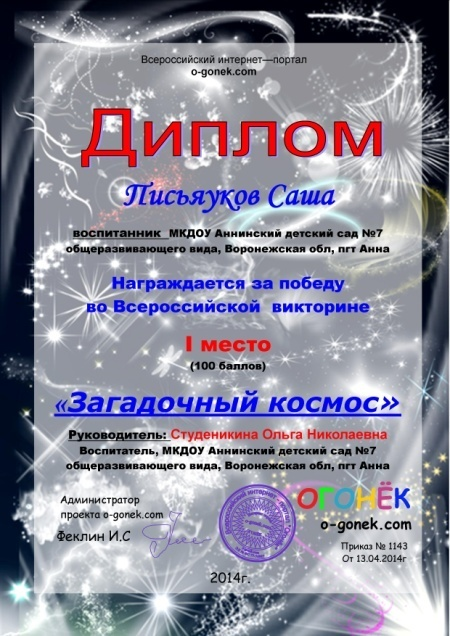 Всероссийский интернет—портал
o-gonek.com
Диплом
Письяуков Саша
воспитанник МКДОУ Аннинский детский сад №7
общеразвивающего вида, Воронежская обл, пгт Анна
Награждается за победу
во Всероссийской викторине
I место
(100 баллов)
«Загадочный космос»
Руководитель: Студеникина Ольга Николаевна
Воспитатель, МКДОУ Аннинский детский сад №7
общеразвивающего вида, Воронежская обл, пгт Анна
Администратор
проекта o-gonek.com
Феклин И.С
ОГОНЁК
o-gonek.com
Приказ № 1143
От 13.04.2014г
2014г.